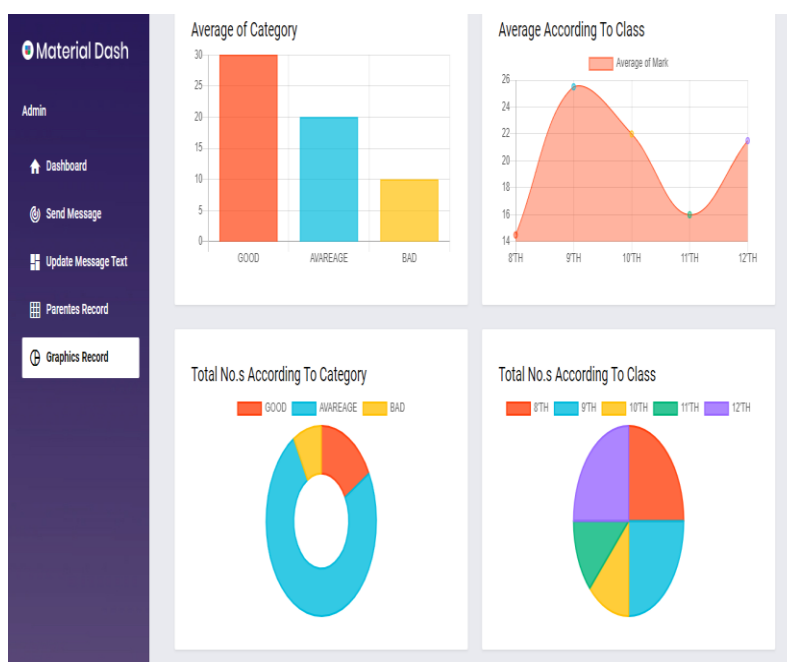 Material Dash
Admin
Dashboard
Send Message
Update Message Text
Parentes Record
Graphics Record
Average of Category
30
25
20
15
10
5
0
GOOD AVAREAGE BAD
Average According To Class
Average of Mark
26
24
22
20
18
16
14
8'TH 9'TH 10'TH 11'TH 12'TH
Total No.s According To Category
GOOD AVAREAGE BAD
Total No.s According To Class
8'TH 9'TH 10'TH 11'TH 12'TH